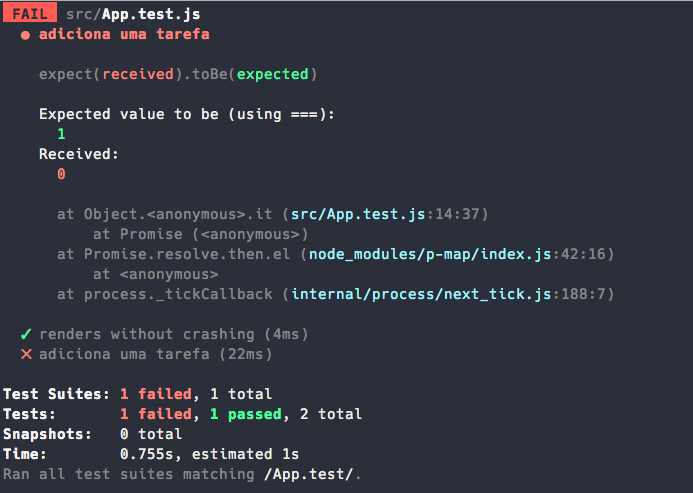 FAIL src/App.test.js
● adiciona uma tarefa
expect(received).toBe(expected)
Expected value to be (using ===):
1
Received:
0
at Object.<anonymous>.it (src/App.test.js:14:37)
at Promise (<anonymous>)
at Promise.resolve.then.el (node_modules/p-map/index.js:42:16)
at <anonymous>
at process._tickCallback (internal/process/next_tick.js:188:7)
✓ renders without crashing (4ms)
✕ adiciona uma tarefa (22ms)
Test Suites: 1 failed, 1 total
Tests: 1 failed, 1 passed, 2 total
Snapshots: 0 total
Time: 0.755s, estimated 1s
Ran all test suites matching /App.test/.